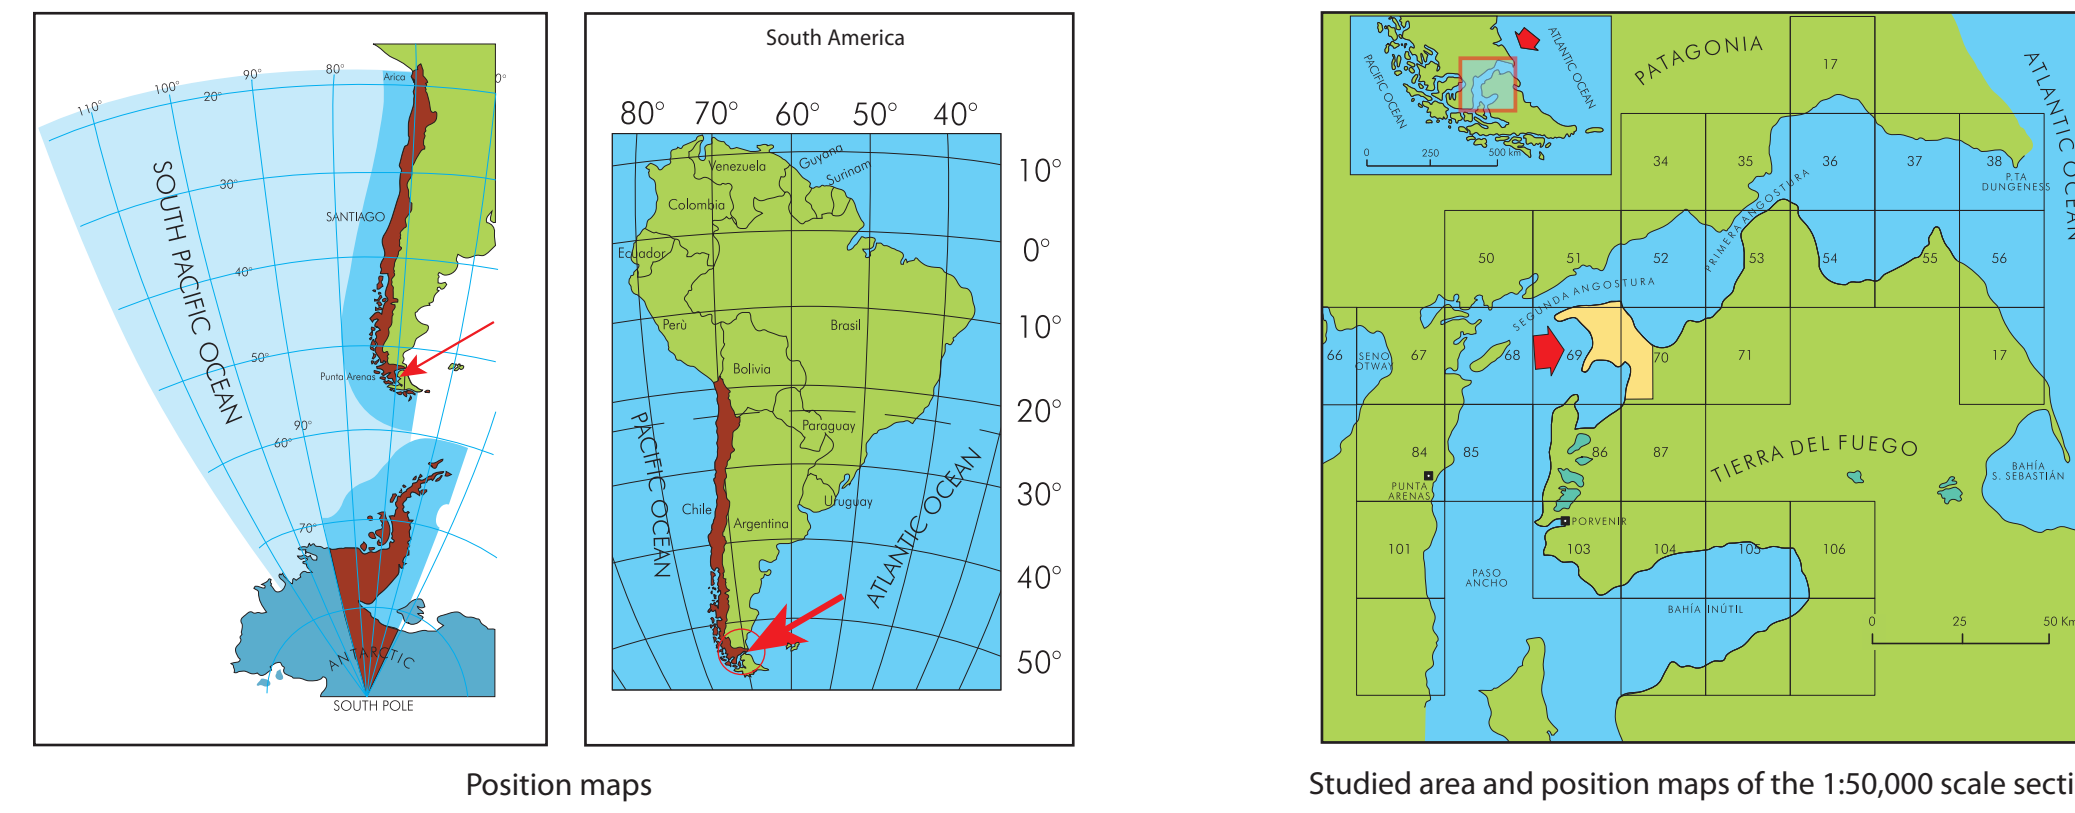 110°
100°
90°
80°
0°
20°
Arica
30°
SANTIAGO
SOUTH PACIFIC OCEAN
40°
50°
Punta Arenas
90°
60°
70°
ANTARCTIC
SOUTH POLE
South America
80° 70° 60° 50° 40°
10°
0°
10°
20°
30°
40°
50°
Venezuela
Guyana
Surinam
Colombia
Ecuador
Perù
Brasil
Bolivia
Paraguay
Uruguay
Chile
Argentina
PACIFIC OCEAN
ATLANTIC OCEAN
Position maps
PACIFIC OCEAN
ATLANTIC OCEAN
0 250 500 km
PATAGONIA
ATLANTIC OCEAN
17
34 35 36 37 38
P.TA
DUNGENESS
PRIMERA ANGOSTURA
50 51 52 53 54 55 56
SEGUNDA ANGOSTURA
66
SENO
OTWAY
67 68 69 70 71 17
84 85 86 87
TIERRA DEL FUEGO
PUNTA
ARENAS
BAHÍA
S. SEBASTIÁN
PORVENIR
101 103 104 105 106
PASO
ANCHO
BAHÍA INÚTIL
0 25 50 Km
Studied area and position maps of the 1:50,000 scale secti